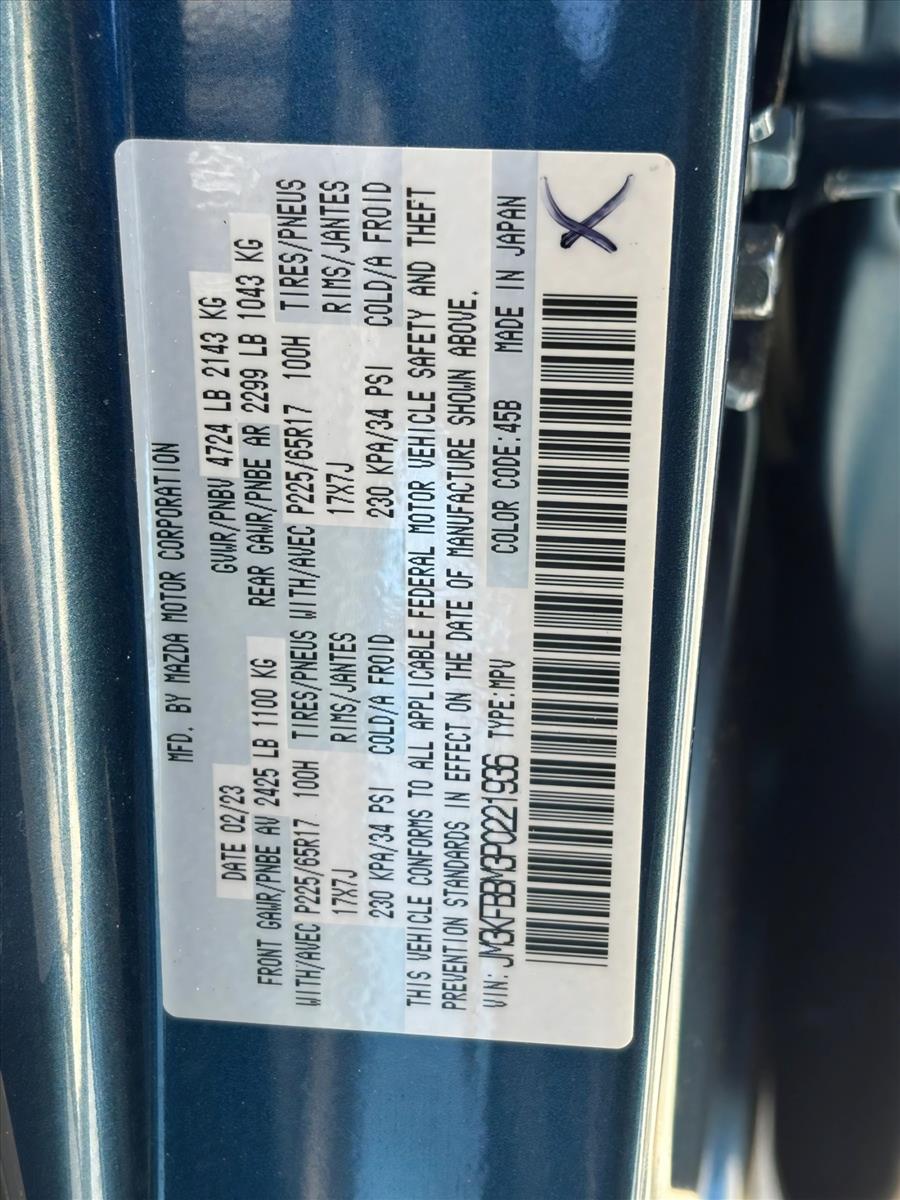 MFD. BY MAZDA MOTOR CORPORATION
DATE 02/23 GVWR/PNBV 4724 LB 2143 KG
FRONT GAWR/PNBE AV 2425 LB 1100 KG REAR GAWR/PNBE AR 2299 LB 1043 KG
WITH/AVEC P225/65R17 100H TIRES/PNEUS WITH/AVEC P225/65R17 100H TIRES/PNEUS
17X7J RIMS/JANTES 17X7J RIMS/JANTES
230 KPA/34 PSI COLD/A FROID 230 KPA/34 PSI COLD/A FROID
THIS VEHICLE CONFORMS TO ALL APPLICABLE FEDERAL MOTOR VEHICLE SAFETY AND THEFT
PREVENTION STANDARDS IN EFFECT ON THE DATE OF MANUFACTURE SHOWN ABOVE.
VIN: JM3KFBBM3P0221936 TYPE:MPV COLOR CODE:45B MADE IN JAPAN
X